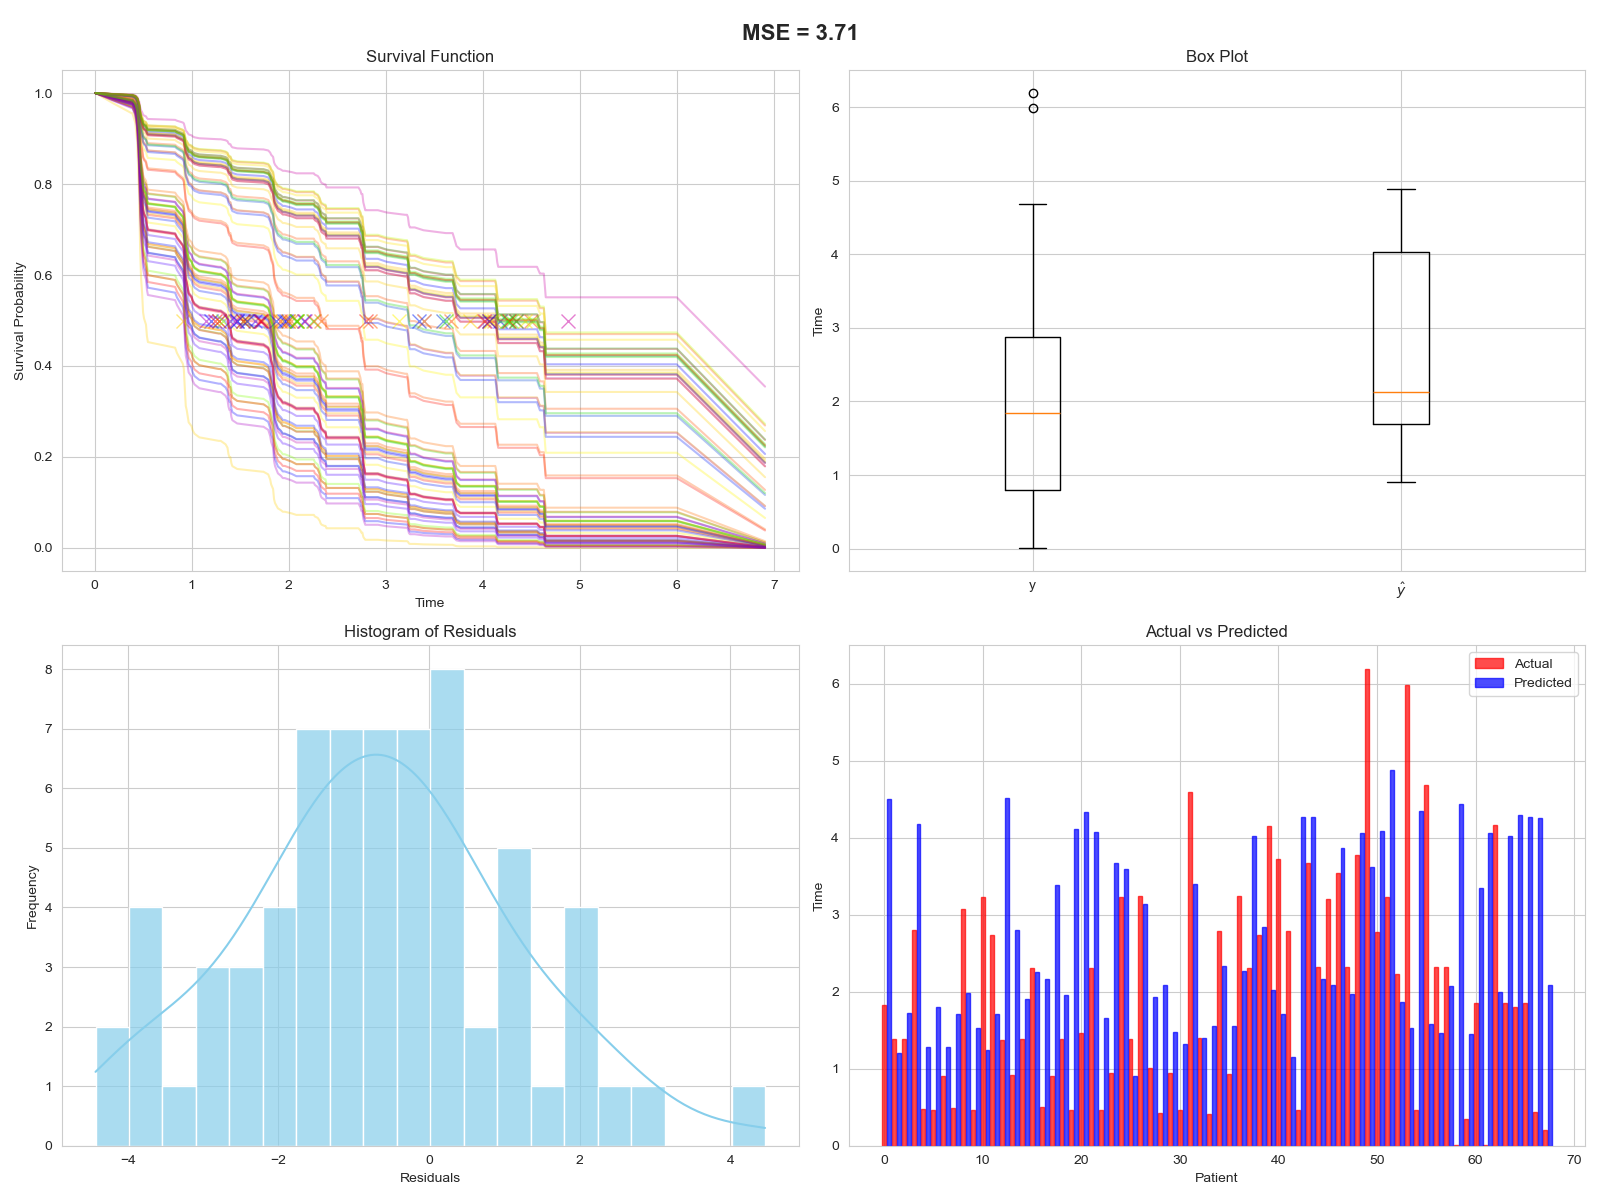 MSE = 3.71
Survival Function
Survival Probability
1.0
0.8
0.6
0.4
0.2
0.0
0 1 2 3 4 5 6 7
Time
Box Plot
Time
6
5
4
3
2
1
0
y ŷ
Histogram of Residuals
Frequency
8
7
6
5
4
3
2
1
0
−4 −2 0 2 4
Residuals
Actual vs Predicted
Actual
Predicted
Time
6
5
4
3
2
1
0
0 10 20 30 40 50 60 70
Patient